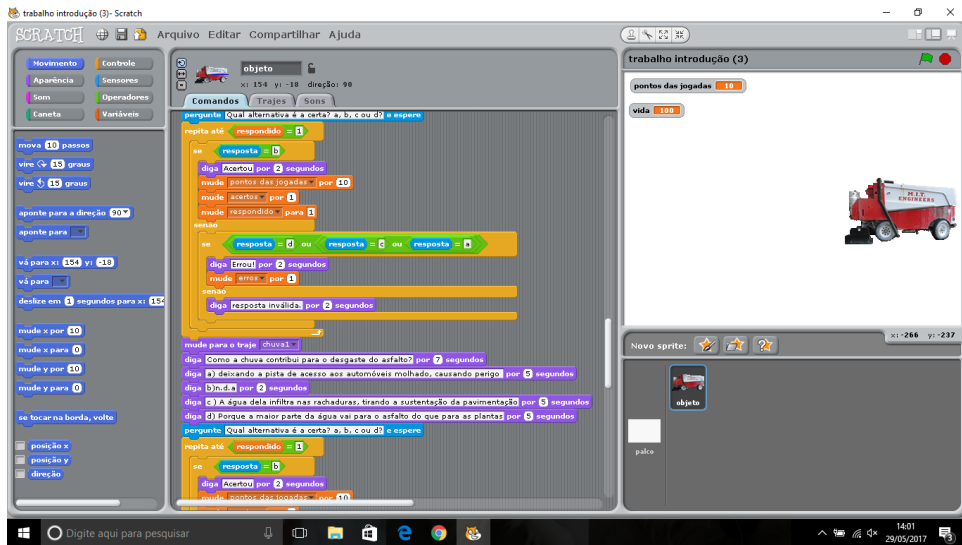 trabalho introdução (3)- Scratch
SCRATCH Arquivo Editar Compartilhar Ajuda
Movimento Controle
Aparência Sensores
Som Operadores
Caneta Variáveis
mova 10 passos
vire 15 graus
vire 15 graus
aponte para a direção 90
aponte para
vá para x: 154 y: -18
vá para
deslize em 1 segundos para x: 154
mude x por 10
mude x para 0
mude y por 10
mude y para 0
se tocar na borda, volte
posição x
posição y
direção
objeto
x: 154 y: -18 direção: 90
Comandos Trajes Sons
pergunte Qual alternativa é a certa? a, b, c ou d? e espere
repita até respondido = 1
se resposta = b
diga Acertou por 2 segundos
mude pontos das jogadas por 10
mude acertos por 1
mude respondido para 1
senão
se resposta = d ou resposta = c ou resposta = a
diga Errou! por 2 segundos
mude erros por 1
senão
diga resposta inválida. por 2 segundos
mude para o traje chuva1
diga Como a chuva contribui para o desgaste do asfalto? por 7 segundos
diga a) deixando a pista de acesso aos automóveis molhado, causando perigo por 5 segundos
diga b)n.d.a por 2 segundos
diga c ) A água dela infiltra nas rachaduras, tirando a sustentação da pavimentação por 5 segundos
diga d) Porque a maior parte da água vai para o asfalto do que para as plantas por 5 segundos
pergunte Qual alternativa é a certa? a, b, c ou d? e espere
repita até respondido = 1
se resposta = b
diga Acertou por 2 segundos
mude pontos das jogadas por 10
trabalho introdução (3)
pontos das jogadas 10
vida 100
M.I.T.
ENGINEERS
x: -266 y: -237
Novo sprite:
objeto
palco
Digite aqui para pesquisar
14:01
29/05/2017
3